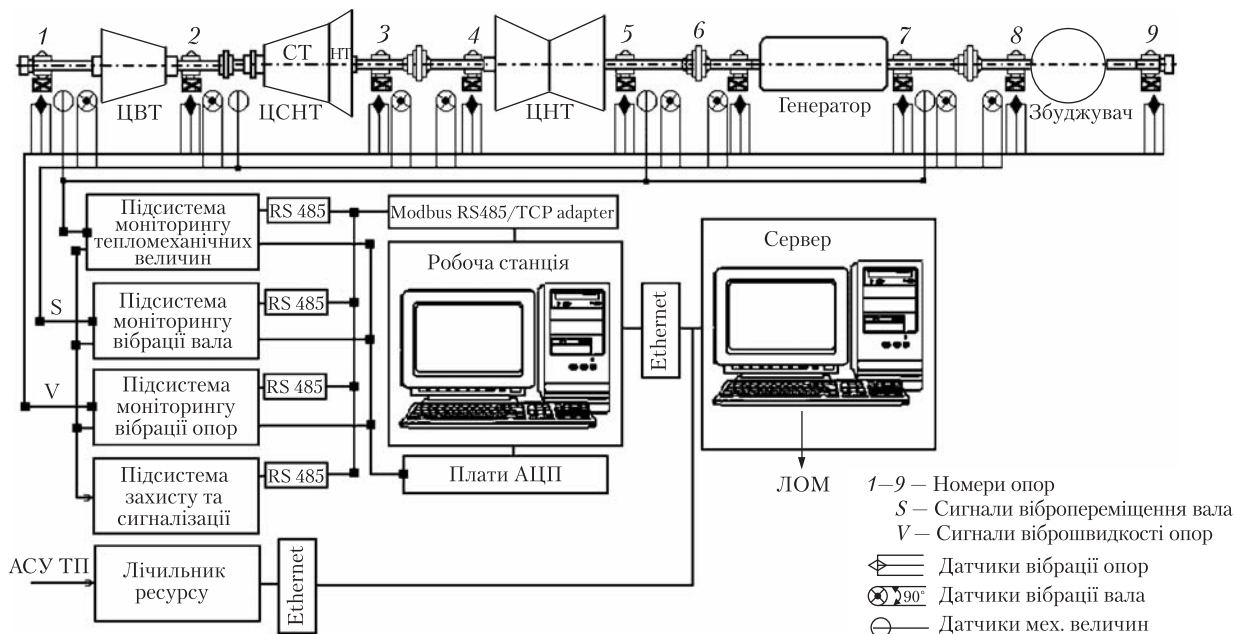 1 2 3 4 5 6 7 8 9
СТ НТ
ЦВТ ЦСНТ ЦНТ Генератор Збуджувач
Підсистема
моніторингу
тепломеханічних
величин
RS 485
Modbus RS485/TCP adapter
S
Підсистема
моніторингу
вібрації вала
RS 485
V
Підсистема
моніторингу
вібрації опор
RS 485
Підсистема
захисту та
сигналізації
RS 485
Робоча станція
Плати АЦП
Ethernet
Сервер
ЛОМ
АСУ ТП
Лічильник
ресурсу
Ethernet
1—9 — Номери опор
S — Сигнали вібропереміщення вала
V — Сигнали віброшвидкості опор
Датчики вібрації опор
90° Датчики вібрації вала
Датчики мех. величин